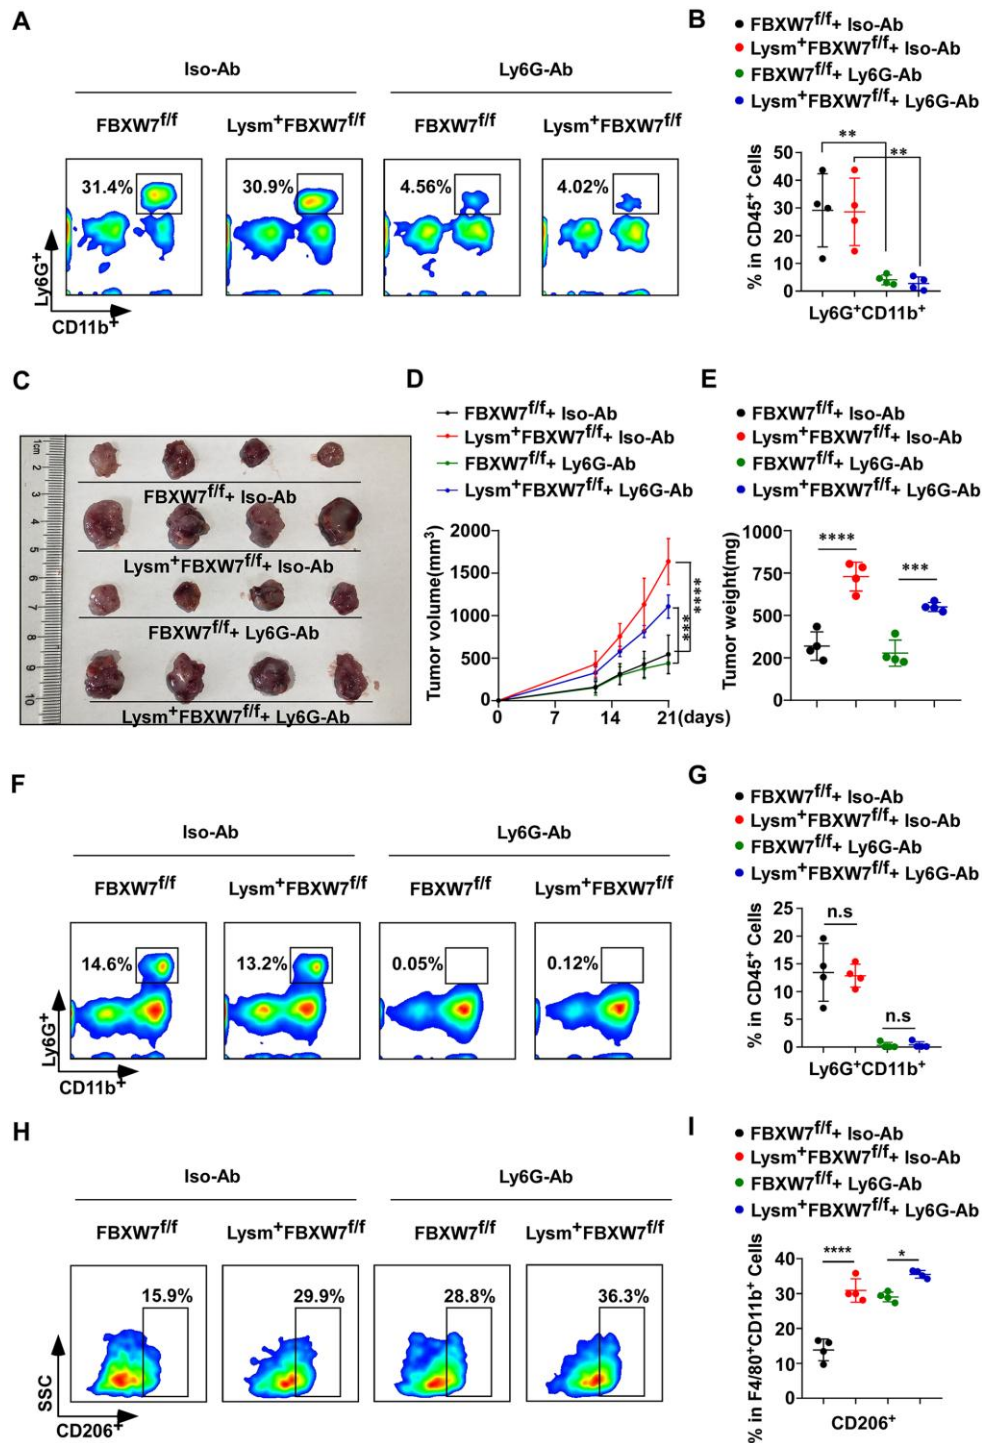 A
Iso-Ab
Ly6G-Ab
FBXW7f/f
Lysm+FBXW7f/f
FBXW7f/f
Lysm+FBXW7f/f
31.4%
30.9%
4.56%
4.02%
Ly6G+
CD11b+
B
FBXW7f/f+ Iso-Ab
Lysm+FBXW7f/f+ Iso-Ab
FBXW7f/f+ Ly6G-Ab
Lysm+FBXW7f/f+ Ly6G-Ab
% in CD45+ Cells
50
40
30
20
10
0
**
**
Ly6G+CD11b+
C
1cm
2
3
4
5
6
7
8
9
10
FBXW7f/f+ Iso-Ab
Lysm+FBXW7f/f+ Iso-Ab
FBXW7f/f+ Ly6G-Ab
Lysm+FBXW7f/f+ Ly6G-Ab
D
FBXW7f/f+ Iso-Ab
Lysm+FBXW7f/f+ Iso-Ab
FBXW7f/f+ Ly6G-Ab
Lysm+FBXW7f/f+ Ly6G-Ab
Tumor volume(mm3)
2000
1500
1000
500
0
***
****
0 7 14 21(days)
E
FBXW7f/f+ Iso-Ab
Lysm+FBXW7f/f+ Iso-Ab
FBXW7f/f+ Ly6G-Ab
Lysm+FBXW7f/f+ Ly6G-Ab
Tumor weight(mg)
1000
750
500
200
****
***
F
Iso-Ab
Ly6G-Ab
FBXW7f/f
Lysm+FBXW7f/f
FBXW7f/f
Lysm+FBXW7f/f
14.6%
13.2%
0.05%
0.12%
Ly6G+
CD11b+
G
FBXW7f/f+ Iso-Ab
Lysm+FBXW7f/f+ Iso-Ab
FBXW7f/f+ Ly6G-Ab
Lysm+FBXW7f/f+ Ly6G-Ab
% in CD45+ Cells
25
20
15
10
5
0
n.s
n.s
Ly6G+CD11b+
H
Iso-Ab
Ly6G-Ab
FBXW7f/f
Lysm+FBXW7f/f
FBXW7f/f
Lysm+FBXW7f/f
15.9%
29.9%
28.8%
36.3%
SSC
CD206+
I
FBXW7f/f+ Iso-Ab
Lysm+FBXW7f/f+ Iso-Ab
FBXW7f/f+ Ly6G-Ab
Lysm+FBXW7f/f+ Ly6G-Ab
% in F4/80+CD11b+ Cells
40
30
20
10
0
****
*
CD206+